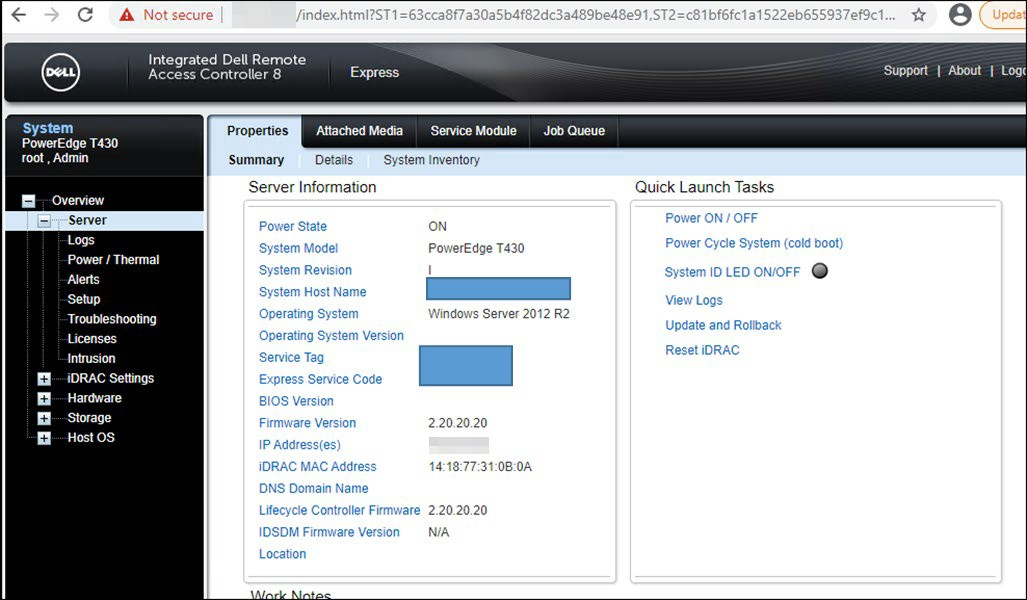 Not secure
/index.html?ST1=63cca8f7a30a5b4f82dc3a489be48e91,ST2=c81bf6fc1a1522eb655937ef9c1...
Updat
DELL
Integrated Dell Remote
Access Controller 8
Express
Support | About | Logo
System
PowerEdge T430
root , Admin
Overview
Server
Logs
Power / Thermal
Alerts
Setup
Troubleshooting
Licenses
Intrusion
iDRAC Settings
Hardware
Storage
Host OS
Properties Attached Media Service Module Job Queue
Summary Details System Inventory
Server Information
Power State ON
System Model PowerEdge T430
System Revision I
System Host Name
Operating System Windows Server 2012 R2
Operating System Version
Service Tag
Express Service Code
BIOS Version
Firmware Version 2.20.20.20
IP Address(es)
iDRAC MAC Address 14:18:77:31:0B:0A
DNS Domain Name
Lifecycle Controller Firmware 2.20.20.20
IDSDM Firmware Version N/A
Location
Quick Launch Tasks
Power ON / OFF
Power Cycle System (cold boot)
System ID LED ON/OFF
View Logs
Update and Rollback
Reset iDRAC
Work Notes